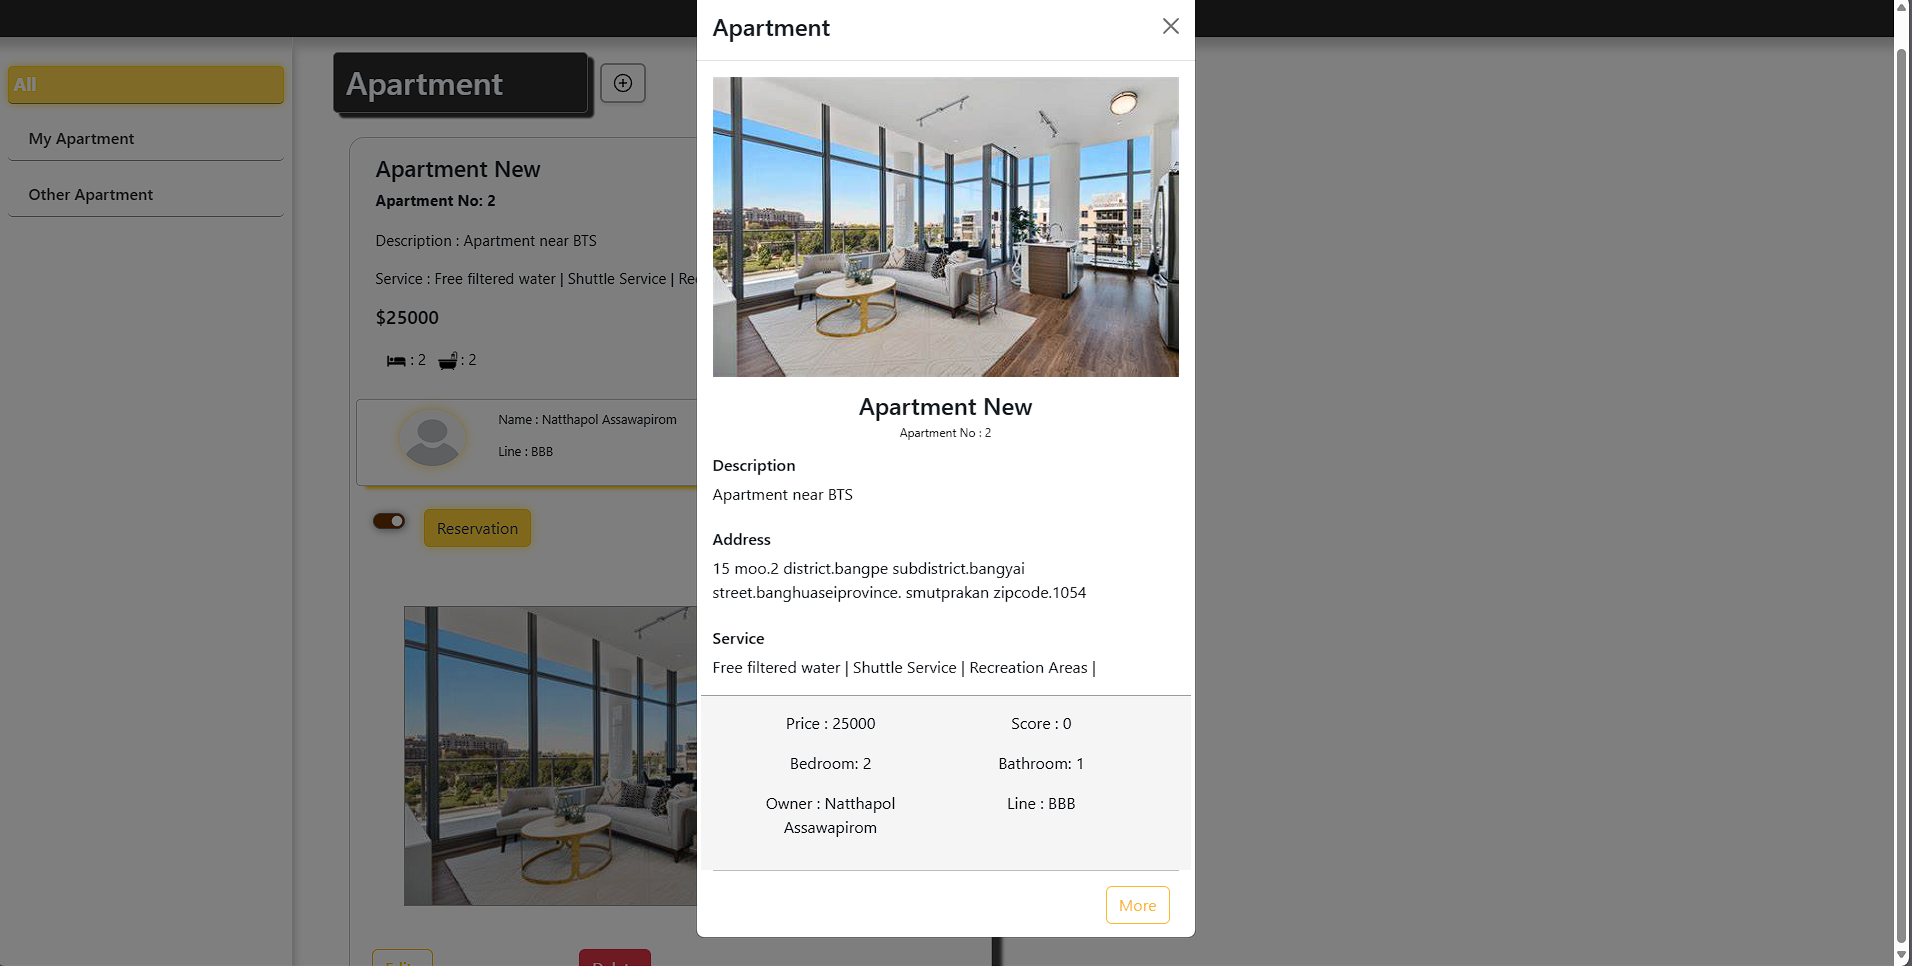 All
My Apartment
Other Apartment
Apartment
Apartment New
Apartment No: 2
Description : Apartment near BTS
Service : Free filtered water | Shuttle Service | Re
$25000
: 2 : 2
Name : Natthapol Assawapirom
Line : BBB
Reservation
Apartment
Apartment New
Apartment No : 2
Description
Apartment near BTS
Address
15 moo.2 district.bangpe subdistrict.bangyai
street.banghuaseiprovince. smutprakan zipcode.1054
Service
Free filtered water | Shuttle Service | Recreation Areas |
Price : 25000 Score : 0
Bedroom: 2 Bathroom: 1
Owner : Natthapol Line : BBB
Assawapirom
More